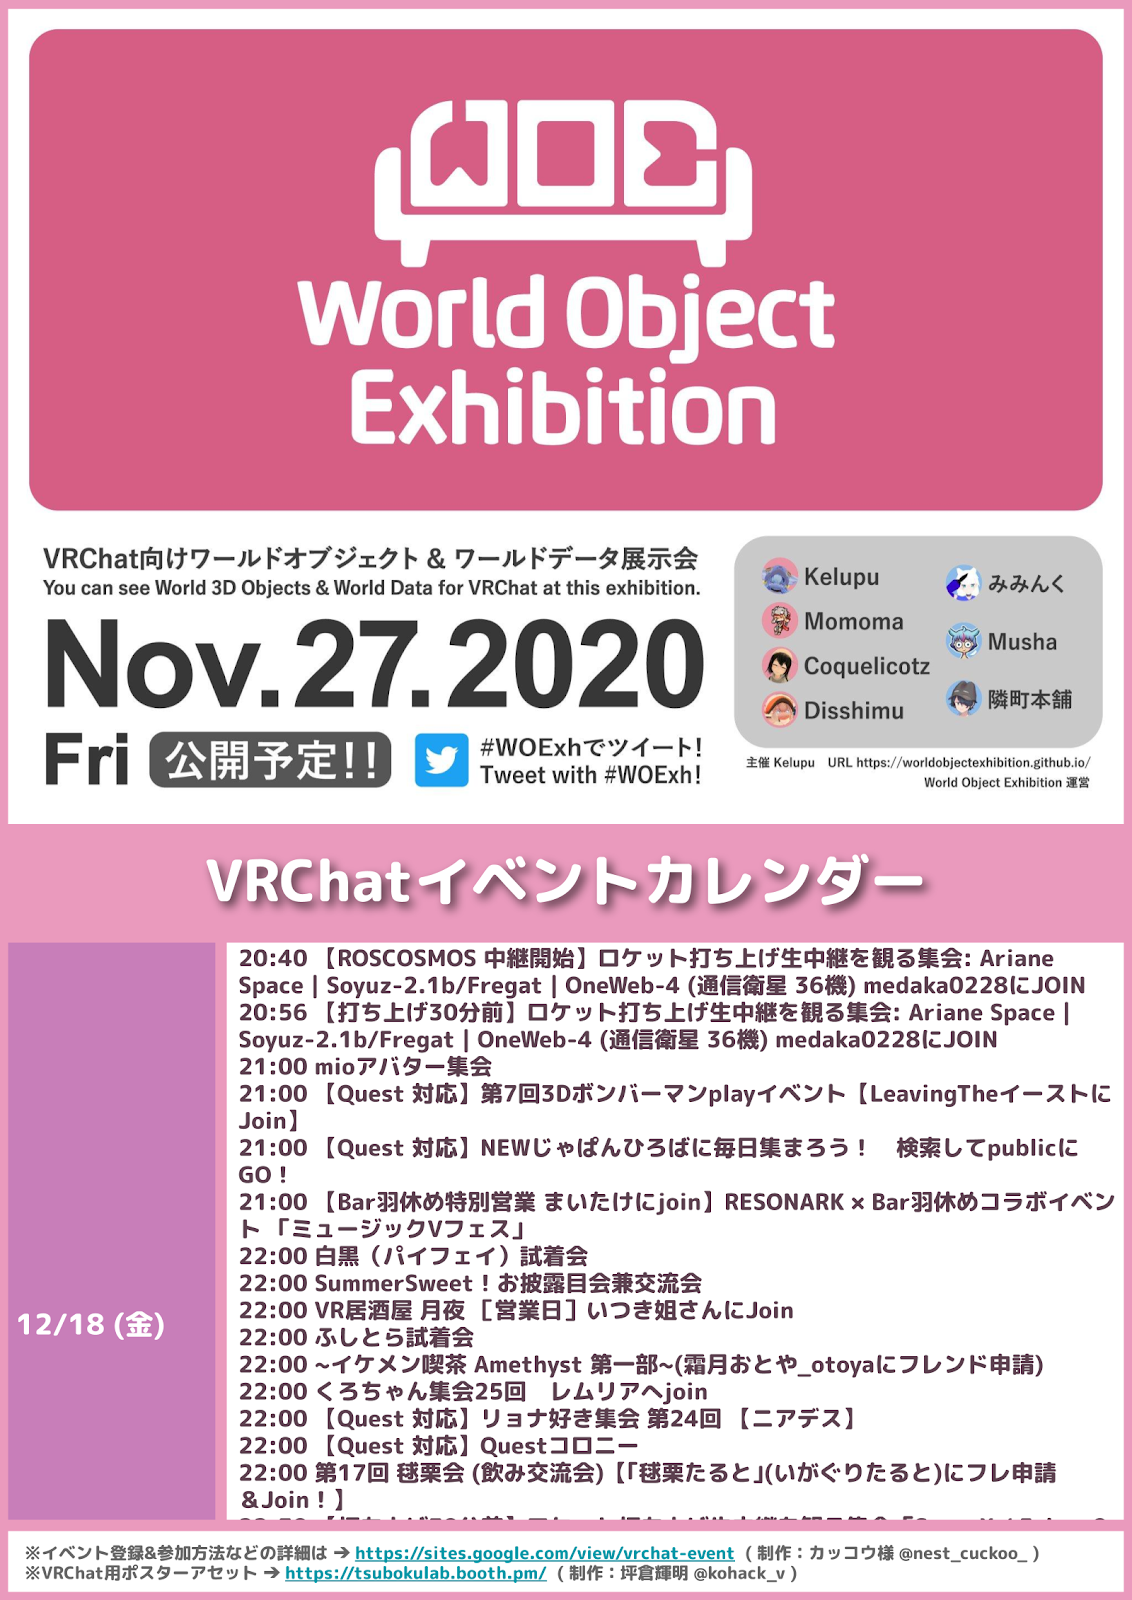 WOE
World Object
Exhibition
VRChat向けワールドオブジェクト & ワールドデータ展示会
You can see World 3D Objects & World Data for VRChat at this exhibition.
Nov.27.2020
Fri 公開予定!!
#WOExhでツイート!
Tweet with #WOExh!
Kelupu
Momoma
Coquelicotz
Disshimu
みみんく
Musha
隣町本舗
主催 Kelupu URL https://worldobjectexhibition.github.io/
World Object Exhibition 運営
VRChatイベントカレンダー
12/18 (金)
20:40 【ROSCOSMOS 中継開始】ロケット打ち上げ生中継を観る集会: Ariane
Space | Soyuz-2.1b/Fregat | OneWeb-4 (通信衛星 36機) medaka0228にJOIN
20:56 【打ち上げ30分前】ロケット打ち上げ生中継を観る集会: Ariane Space |
Soyuz-2.1b/Fregat | OneWeb-4 (通信衛星 36機) medaka0228にJOIN
21:00 mioアバター集会
21:00 【Quest 対応】第7回3Dボンバーマンplayイベント【LeavingTheイーストに
Join】
21:00 【Quest 対応】NEWじゃぱんひろばに毎日集まろう！　検索してpublicに
GO！
21:00 【Bar羽休め特別営業 まいたけにjoin】RESONARK × Bar羽休めコラボイベン
ト 「ミュージックVフェス」
22:00 白黒（パイフェイ）試着会
22:00 SummerSweet！お披露目会兼交流会
22:00 VR居酒屋 月夜 ［営業日］いつき姐さんにJoin
22:00 ふしとら試着会
22:00 ~イケメン喫茶 Amethyst 第一部~(霜月おとや_otoyaにフレンド申請)
22:00 くろちゃん集会25回　レムリアへjoin
22:00 【Quest 対応】リョナ好き集会 第24回 【ニアデス】
22:00 【Quest 対応】Questコロニー
22:00 第17回 毬栗会 (飲み交流会)【｢毬栗たると｣(いがぐりたると)にフレ申請
＆Join！】
※イベント登録&参加方法などの詳細は ➔ https://sites.google.com/view/vrchat-event ( 制作：カッコウ様 @nest_cuckoo_ )
※VRChat用ポスターアセット ➔ https://tsubokulab.booth.pm/ ( 制作：坪倉輝明 @kohack_v )